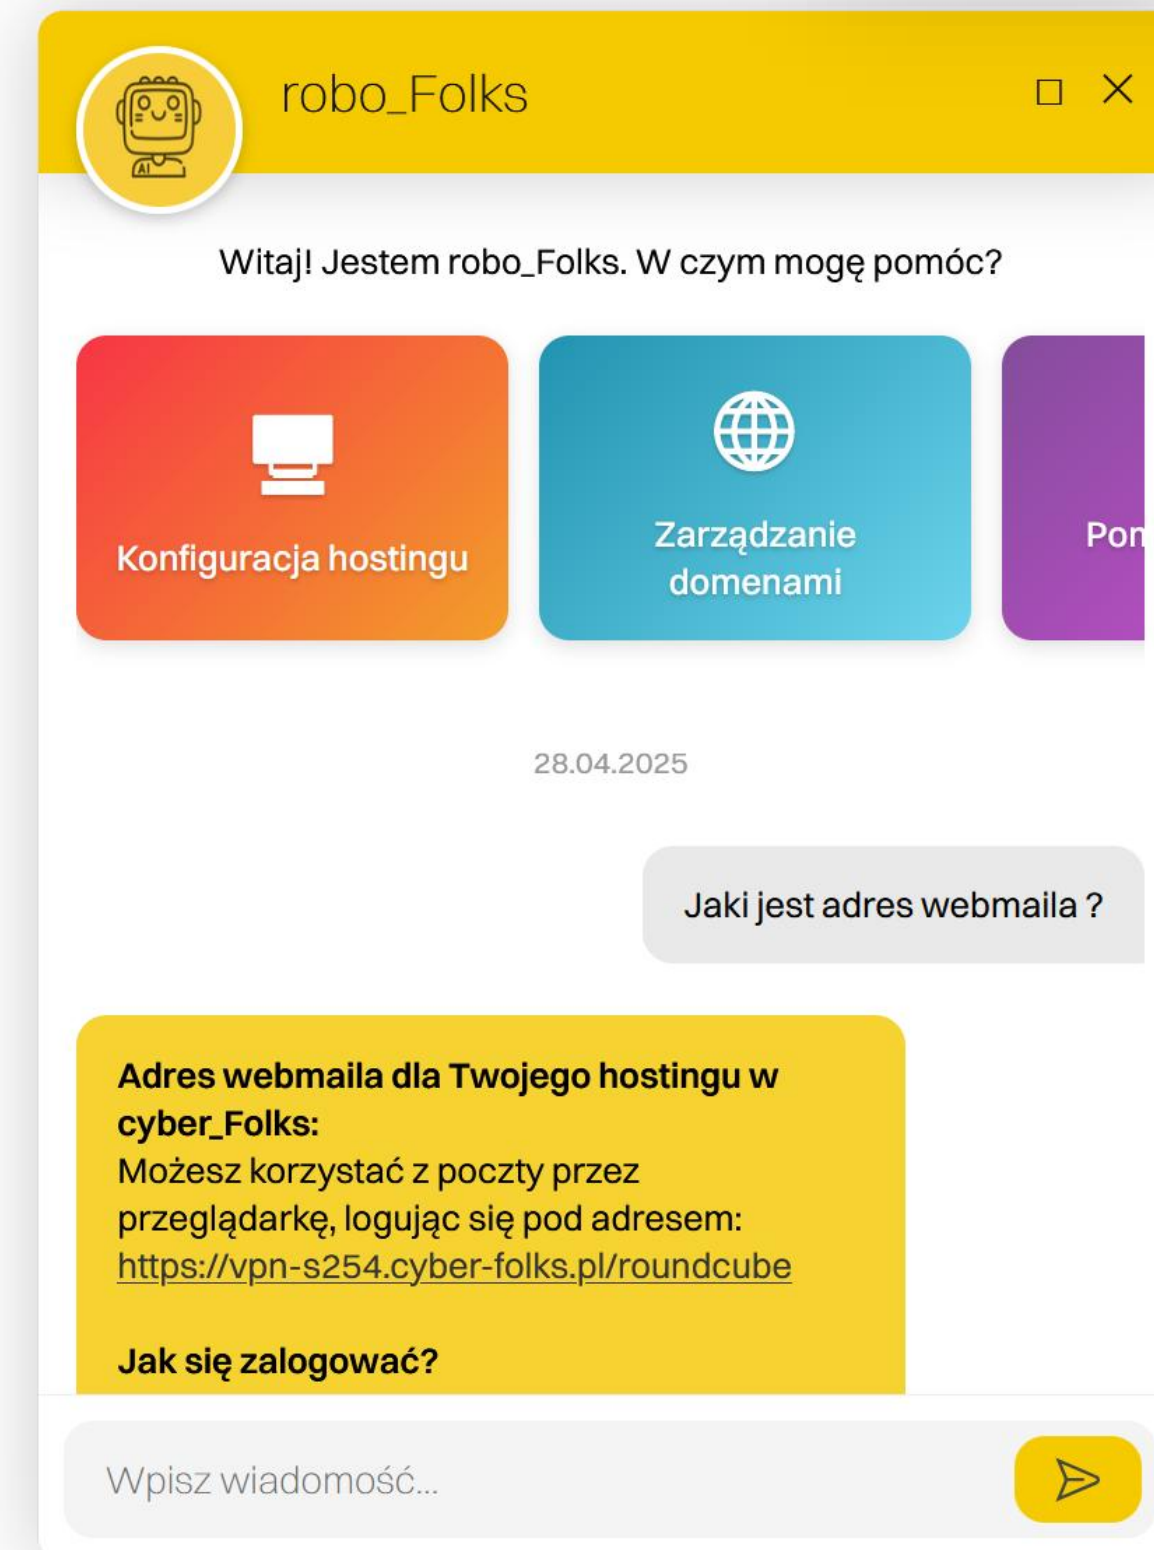 robo_Folks
AI
Witaj! Jestem robo_Folks. W czym mogę pomóc?
Konfiguracja hostingu
Zarządzanie
domenami
28.04.2025
Jaki jest adres webmaila ?
Adres webmaila dla Twojego hostingu w
cyber_Folks:
Możesz korzystać z poczty przez
przeglądarkę, logując się pod adresem:
https://vpn-s254.cyber-folks.pl/roundcube
Jak się zalogować?
Wpisz wiadomość...